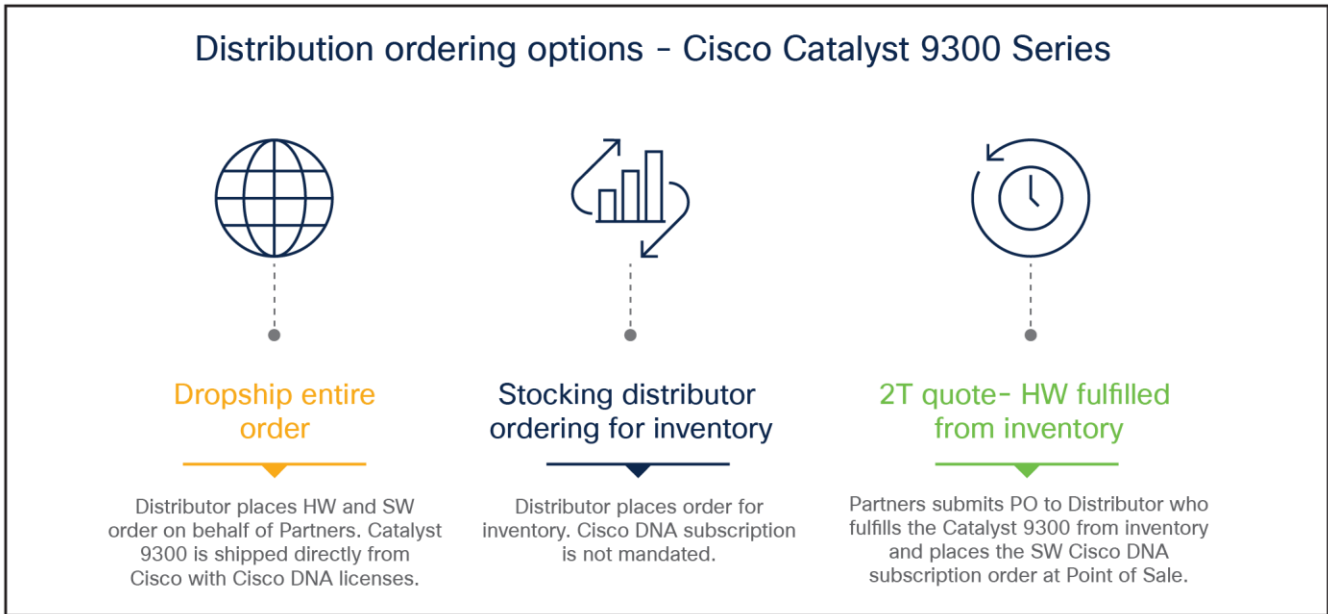 Distribution ordering options - Cisco Catalyst 9300 Series
Dropship entire
order
Distributor places HW and SW
order on behalf of Partners. Catalyst
9300 is shipped directly from
Cisco with Cisco DNA licenses.
Stocking distributor
ordering for inventory
Distributor places order for
inventory. Cisco DNA subscription
is not mandated.
2T quote- HW fulfilled
from inventory
Partners submits PO to Distributor who
fulfills the Catalyst 9300 from inventory
and places the SW Cisco DNA
subscription order at Point of Sale.